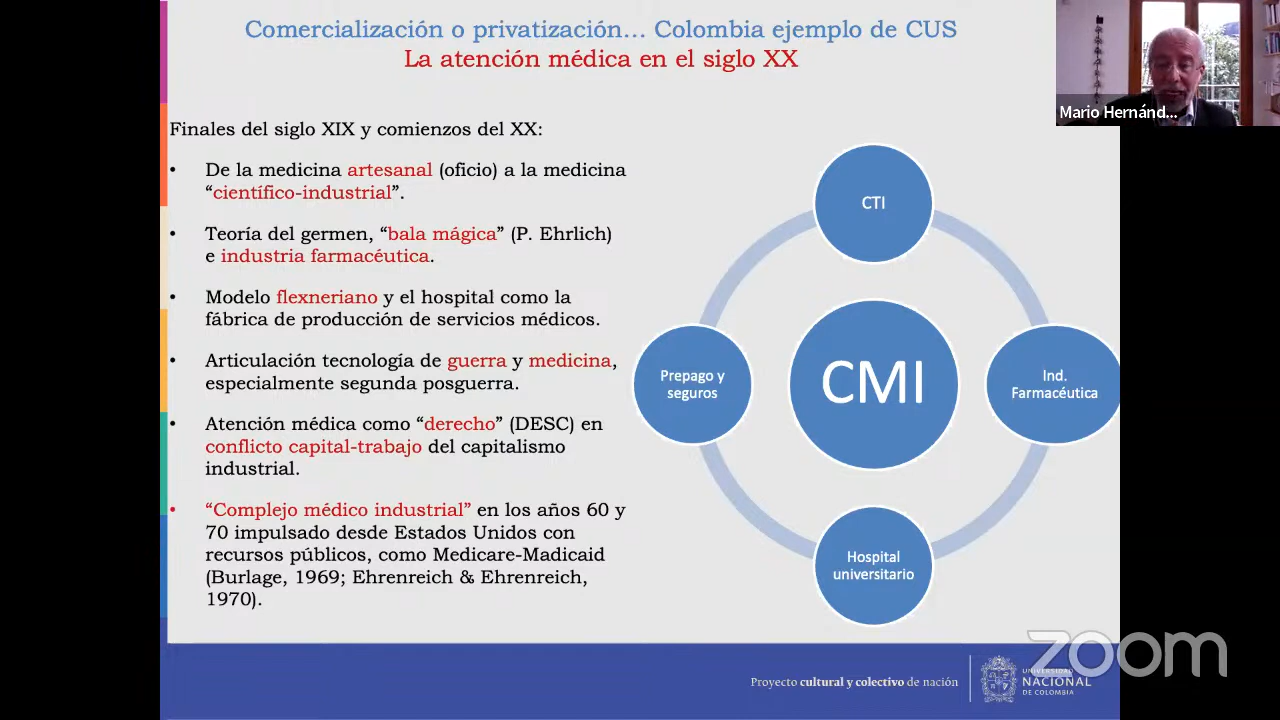 Comercialización o privatización… Colombia ejemplo de CUS
La atención médica en el siglo XX
Mario Hernánd...
Finales del siglo XIX y comienzos del XX:
• De la medicina artesanal (oficio) a la medicina
“científico-industrial”.
• Teoría del germen, “bala mágica” (P. Ehrlich)
e industria farmacéutica.
• Modelo flexneriano y el hospital como la
fábrica de producción de servicios médicos.
• Articulación tecnología de guerra y medicina,
especialmente segunda posguerra.
• Atención médica como “derecho” (DESC) en
conflicto capital-trabajo del capitalismo
industrial.
• “Complejo médico industrial” en los años 60 y
70 impulsado desde Estados Unidos con
recursos públicos, como Medicare-Madicaid
(Burlage, 1969; Ehrenreich & Ehrenreich,
1970).
CTI
Prepago y
seguros
CMI
Ind.
Farmacéutica
Hospital
universitario
zoom
Proyecto cultural y colectivo de nación
UNIVERSIDAD
NACIONAL
DE COLOMBIA